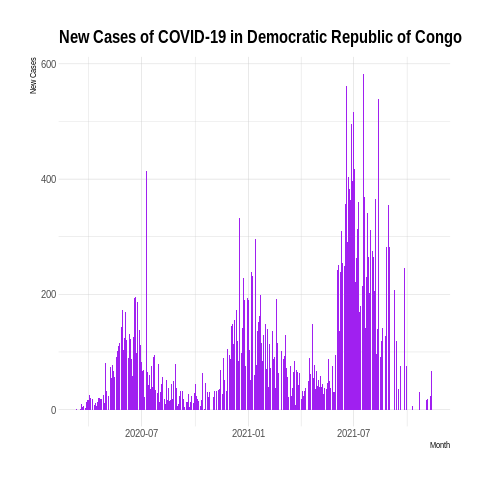 New Cases of COVID-19 in Democratic Republic of Congo
New Cases
600
400
200
0
2020-07
2021-01
2021-07
Month